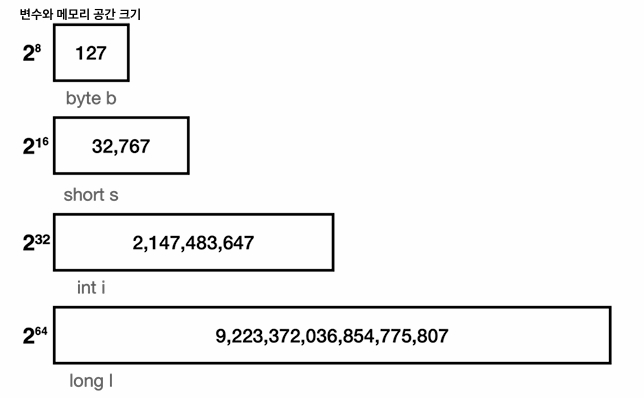 변수와 메모리 공간 크기
2⁸ 127
byte b
2¹⁶ 32,767
short s
2³² 2,147,483,647
int i
2⁶⁴ 9,223,372,036,854,775,807
long l